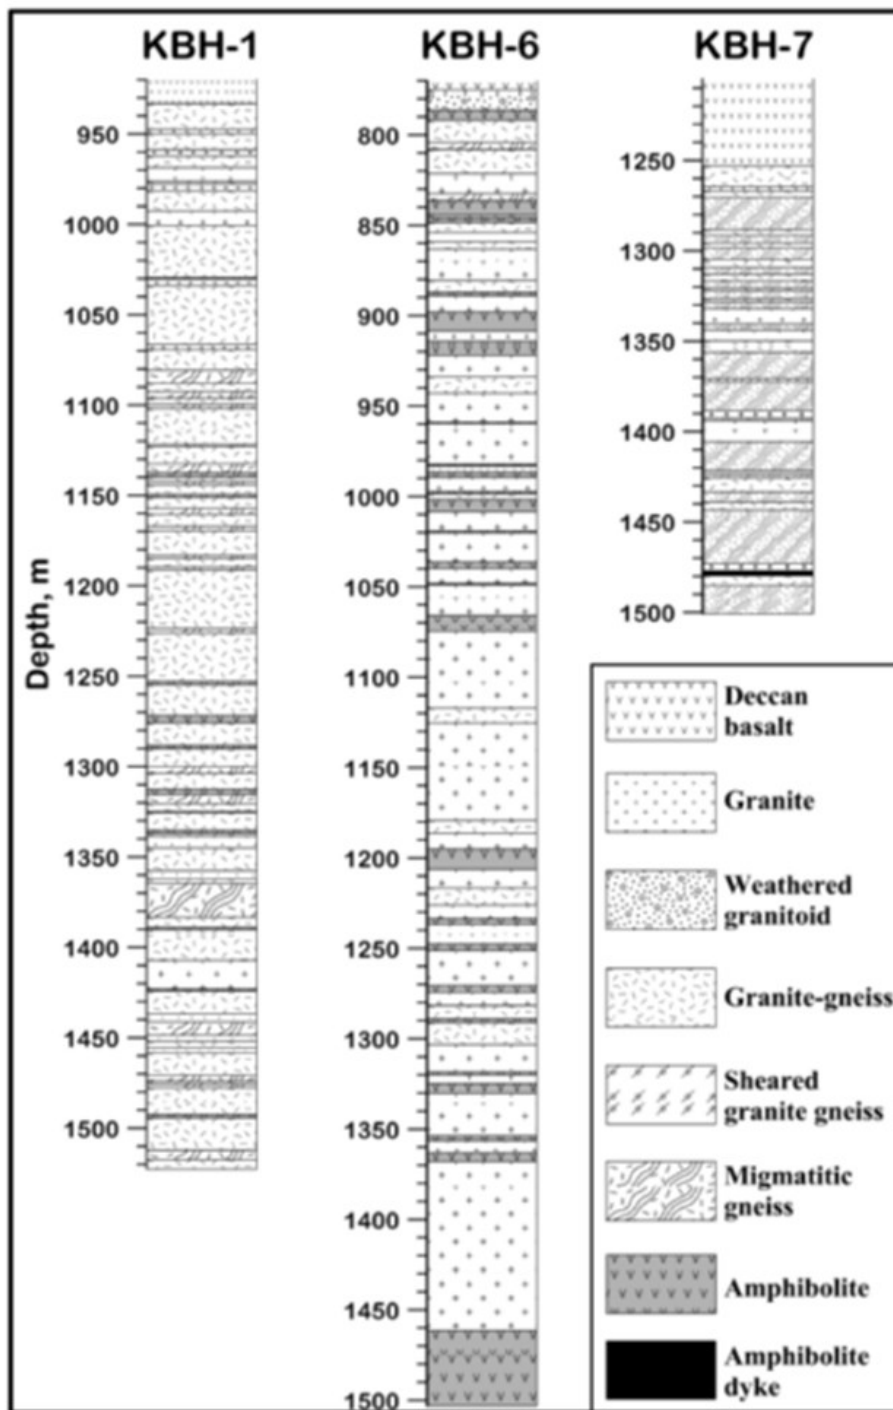 KBH-1
KBH-6
KBH-7
Depth, m
950
1000
1050
1100
1150
1200
1250
1300
1350
1400
1450
1500
800
850
900
950
1000
1050
1100
1150
1200
1250
1300
1350
1400
1450
1500
1250
1300
1350
1400
1450
1500
Deccan
basalt
Granite
Weathered
granitoid
Granite-gneiss
Sheared
granite gneiss
Migmatitic
gneiss
Amphibolite
Amphibolite
dyke